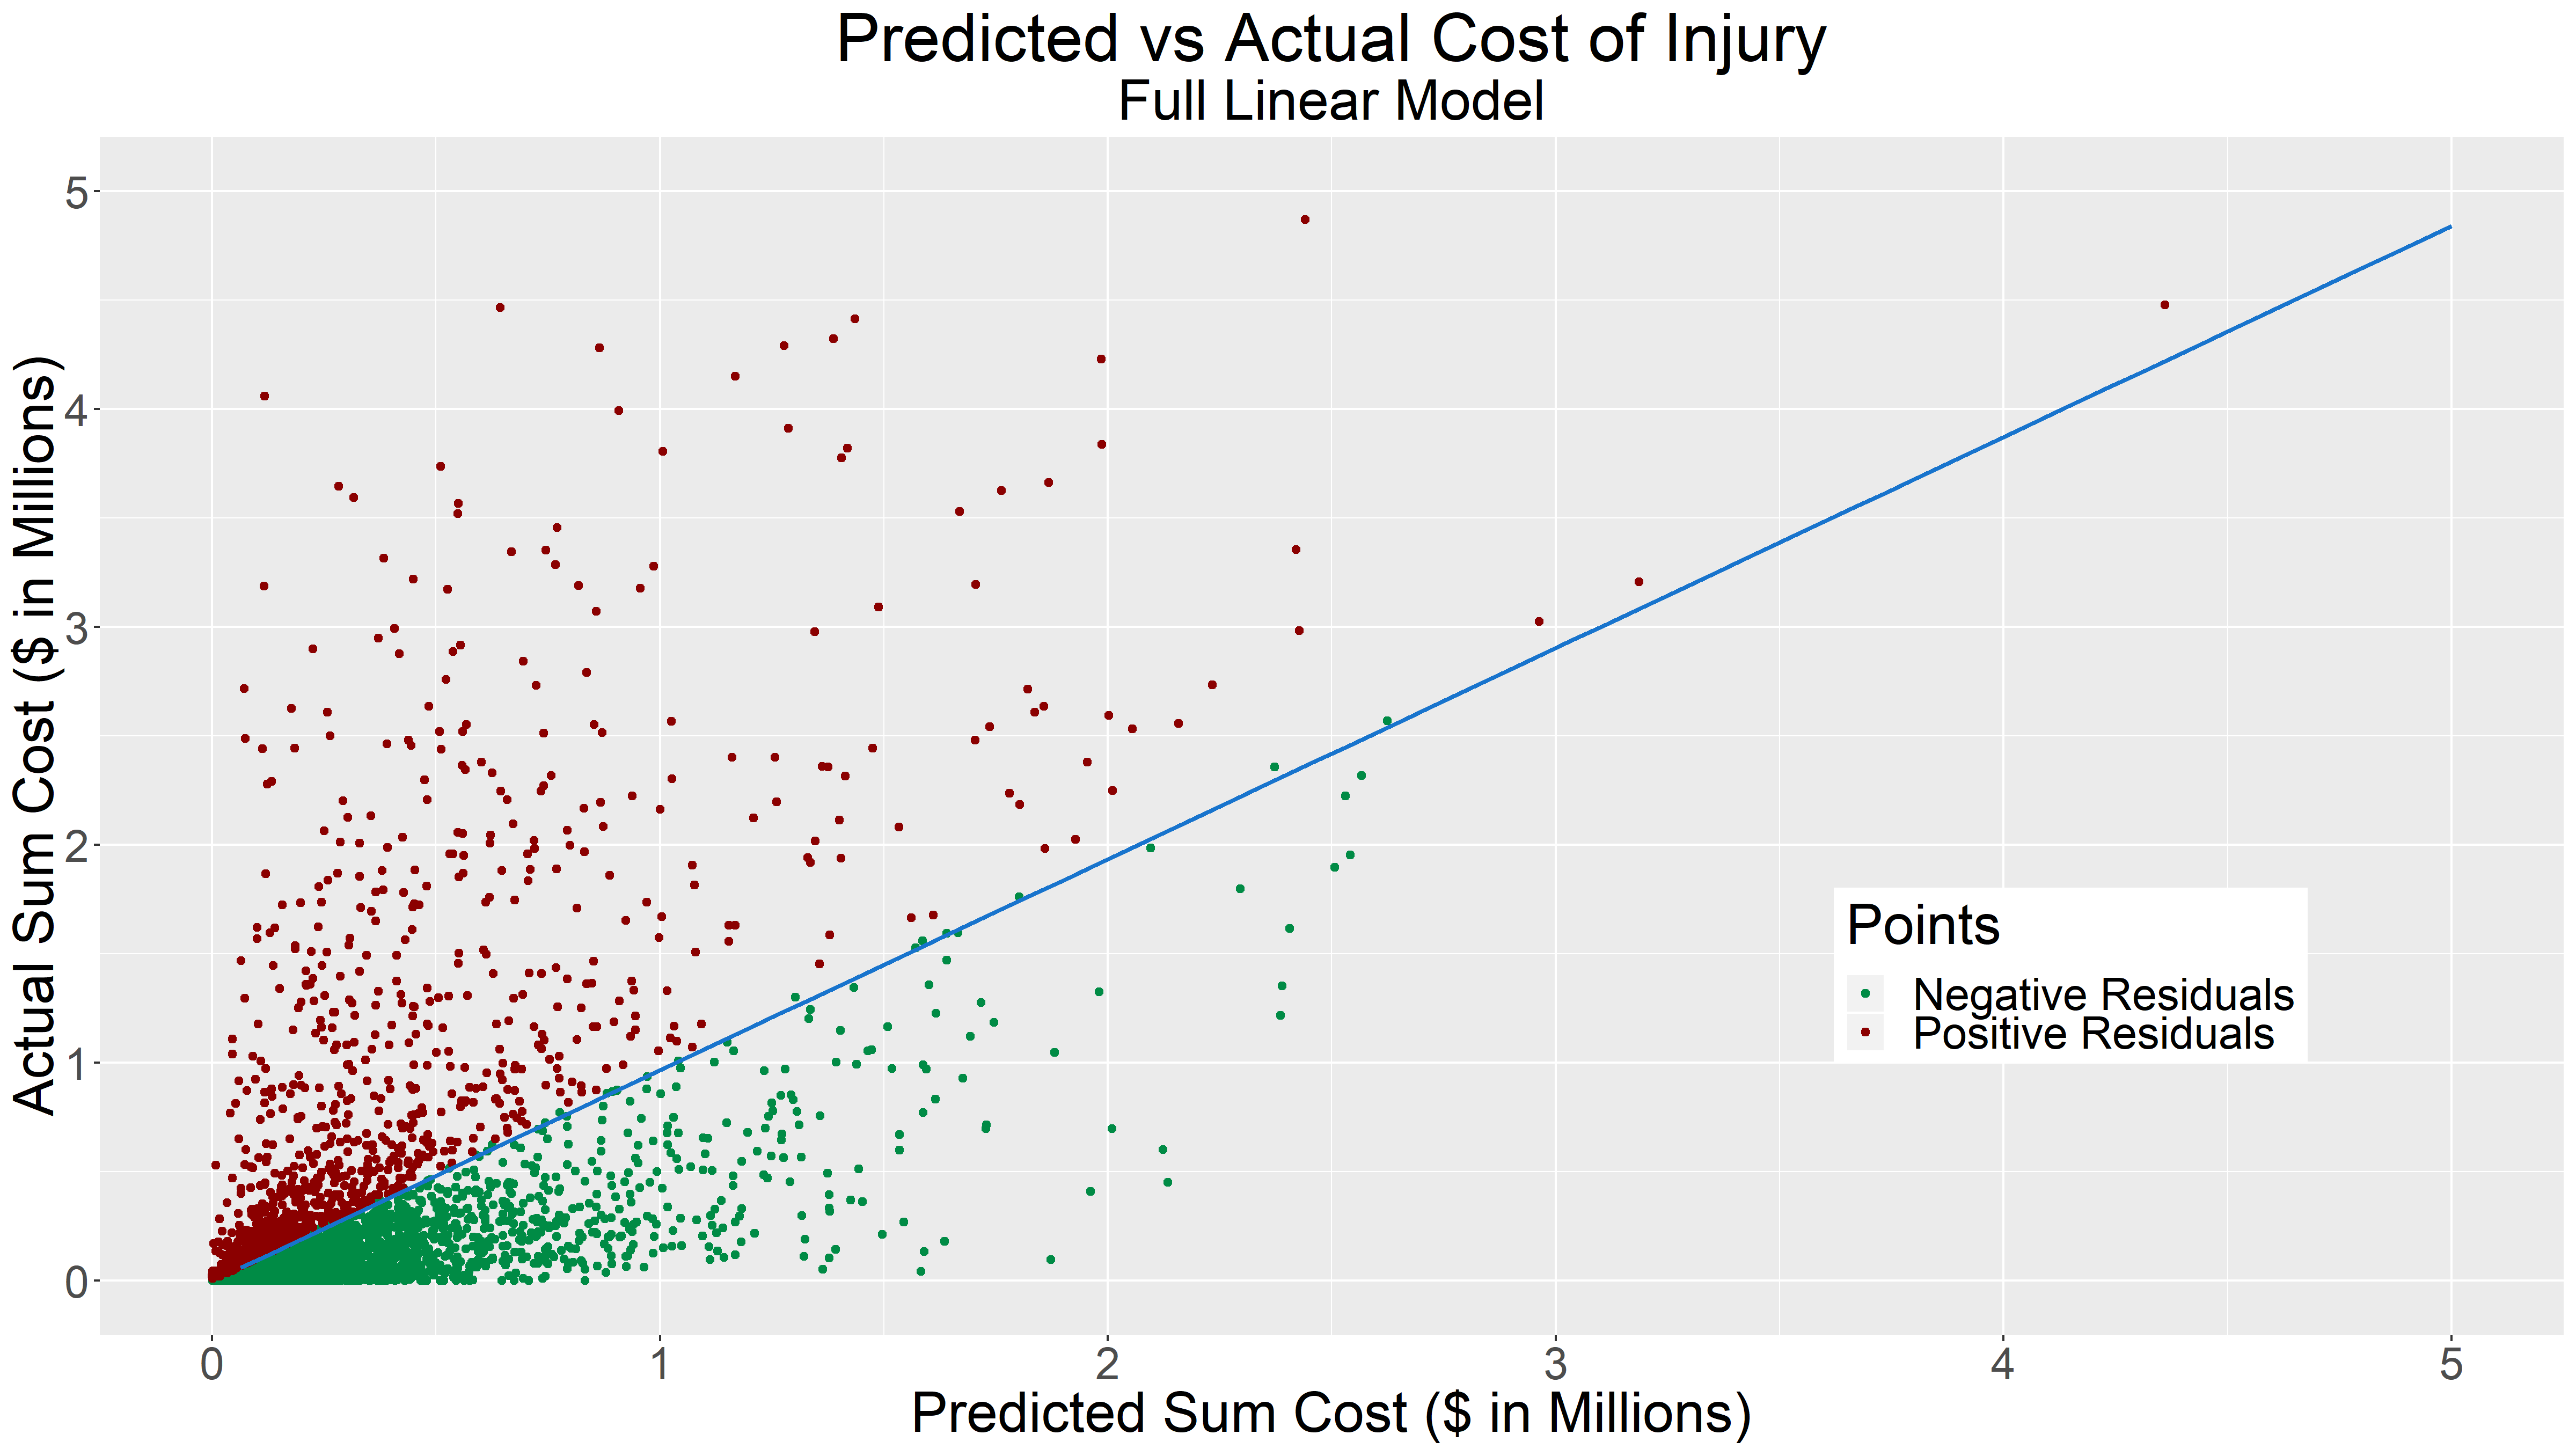 Predicted vs Actual Cost of Injury
Full Linear Model
Actual Sum Cost ($ in Millions)
5
4
3
2
1
0
Points
Negative Residuals
Positive Residuals
0 1 2 3 4 5
Predicted Sum Cost ($ in Millions)